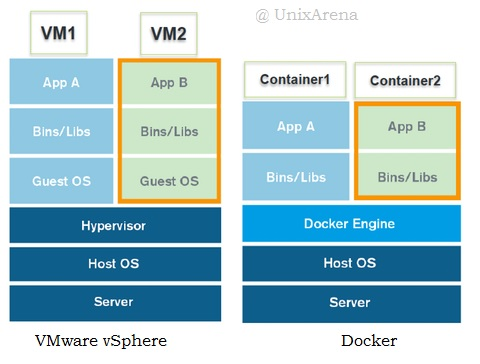 @ UnixArena
VM1 VM2
App A App B
Bins/Libs Bins/Libs
Guest OS Guest OS
Hypervisor
Host OS
Server
VMware vSphere
Container1 Container2
App A App B
Bins/Libs Bins/Libs
Docker Engine
Host OS
Server
Docker